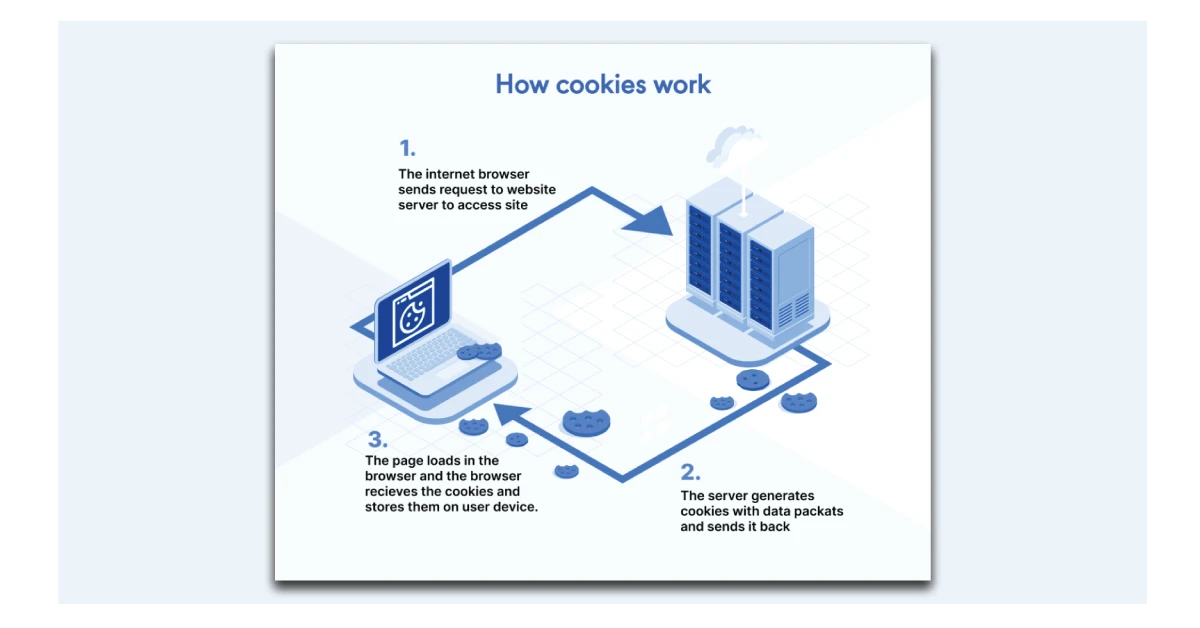 How cookies work
1.
The internet browser
sends request to website
server to access site
2.
The server generates
cookies with data packats
and sends it back
3.
The page loads in the
browser and the browser
recieves the cookies and
stores them on user device.